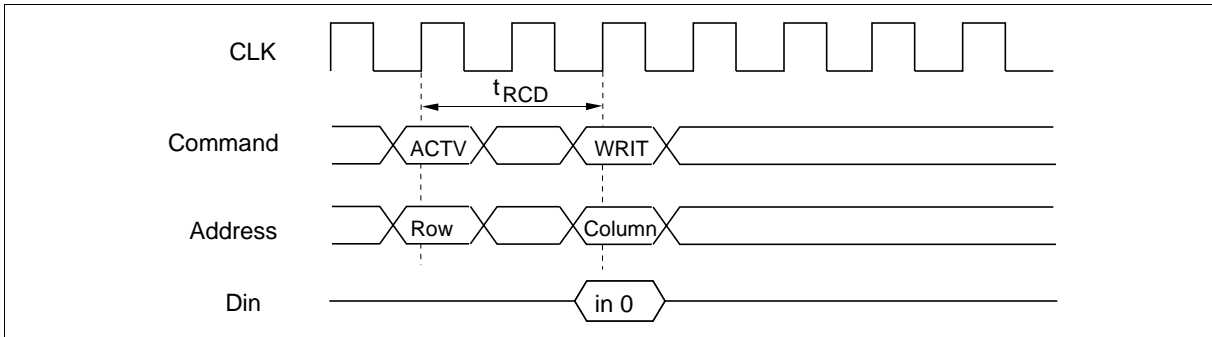 CLK
tRCD
Command ACTV WRIT
Address Row Column
Din in 0